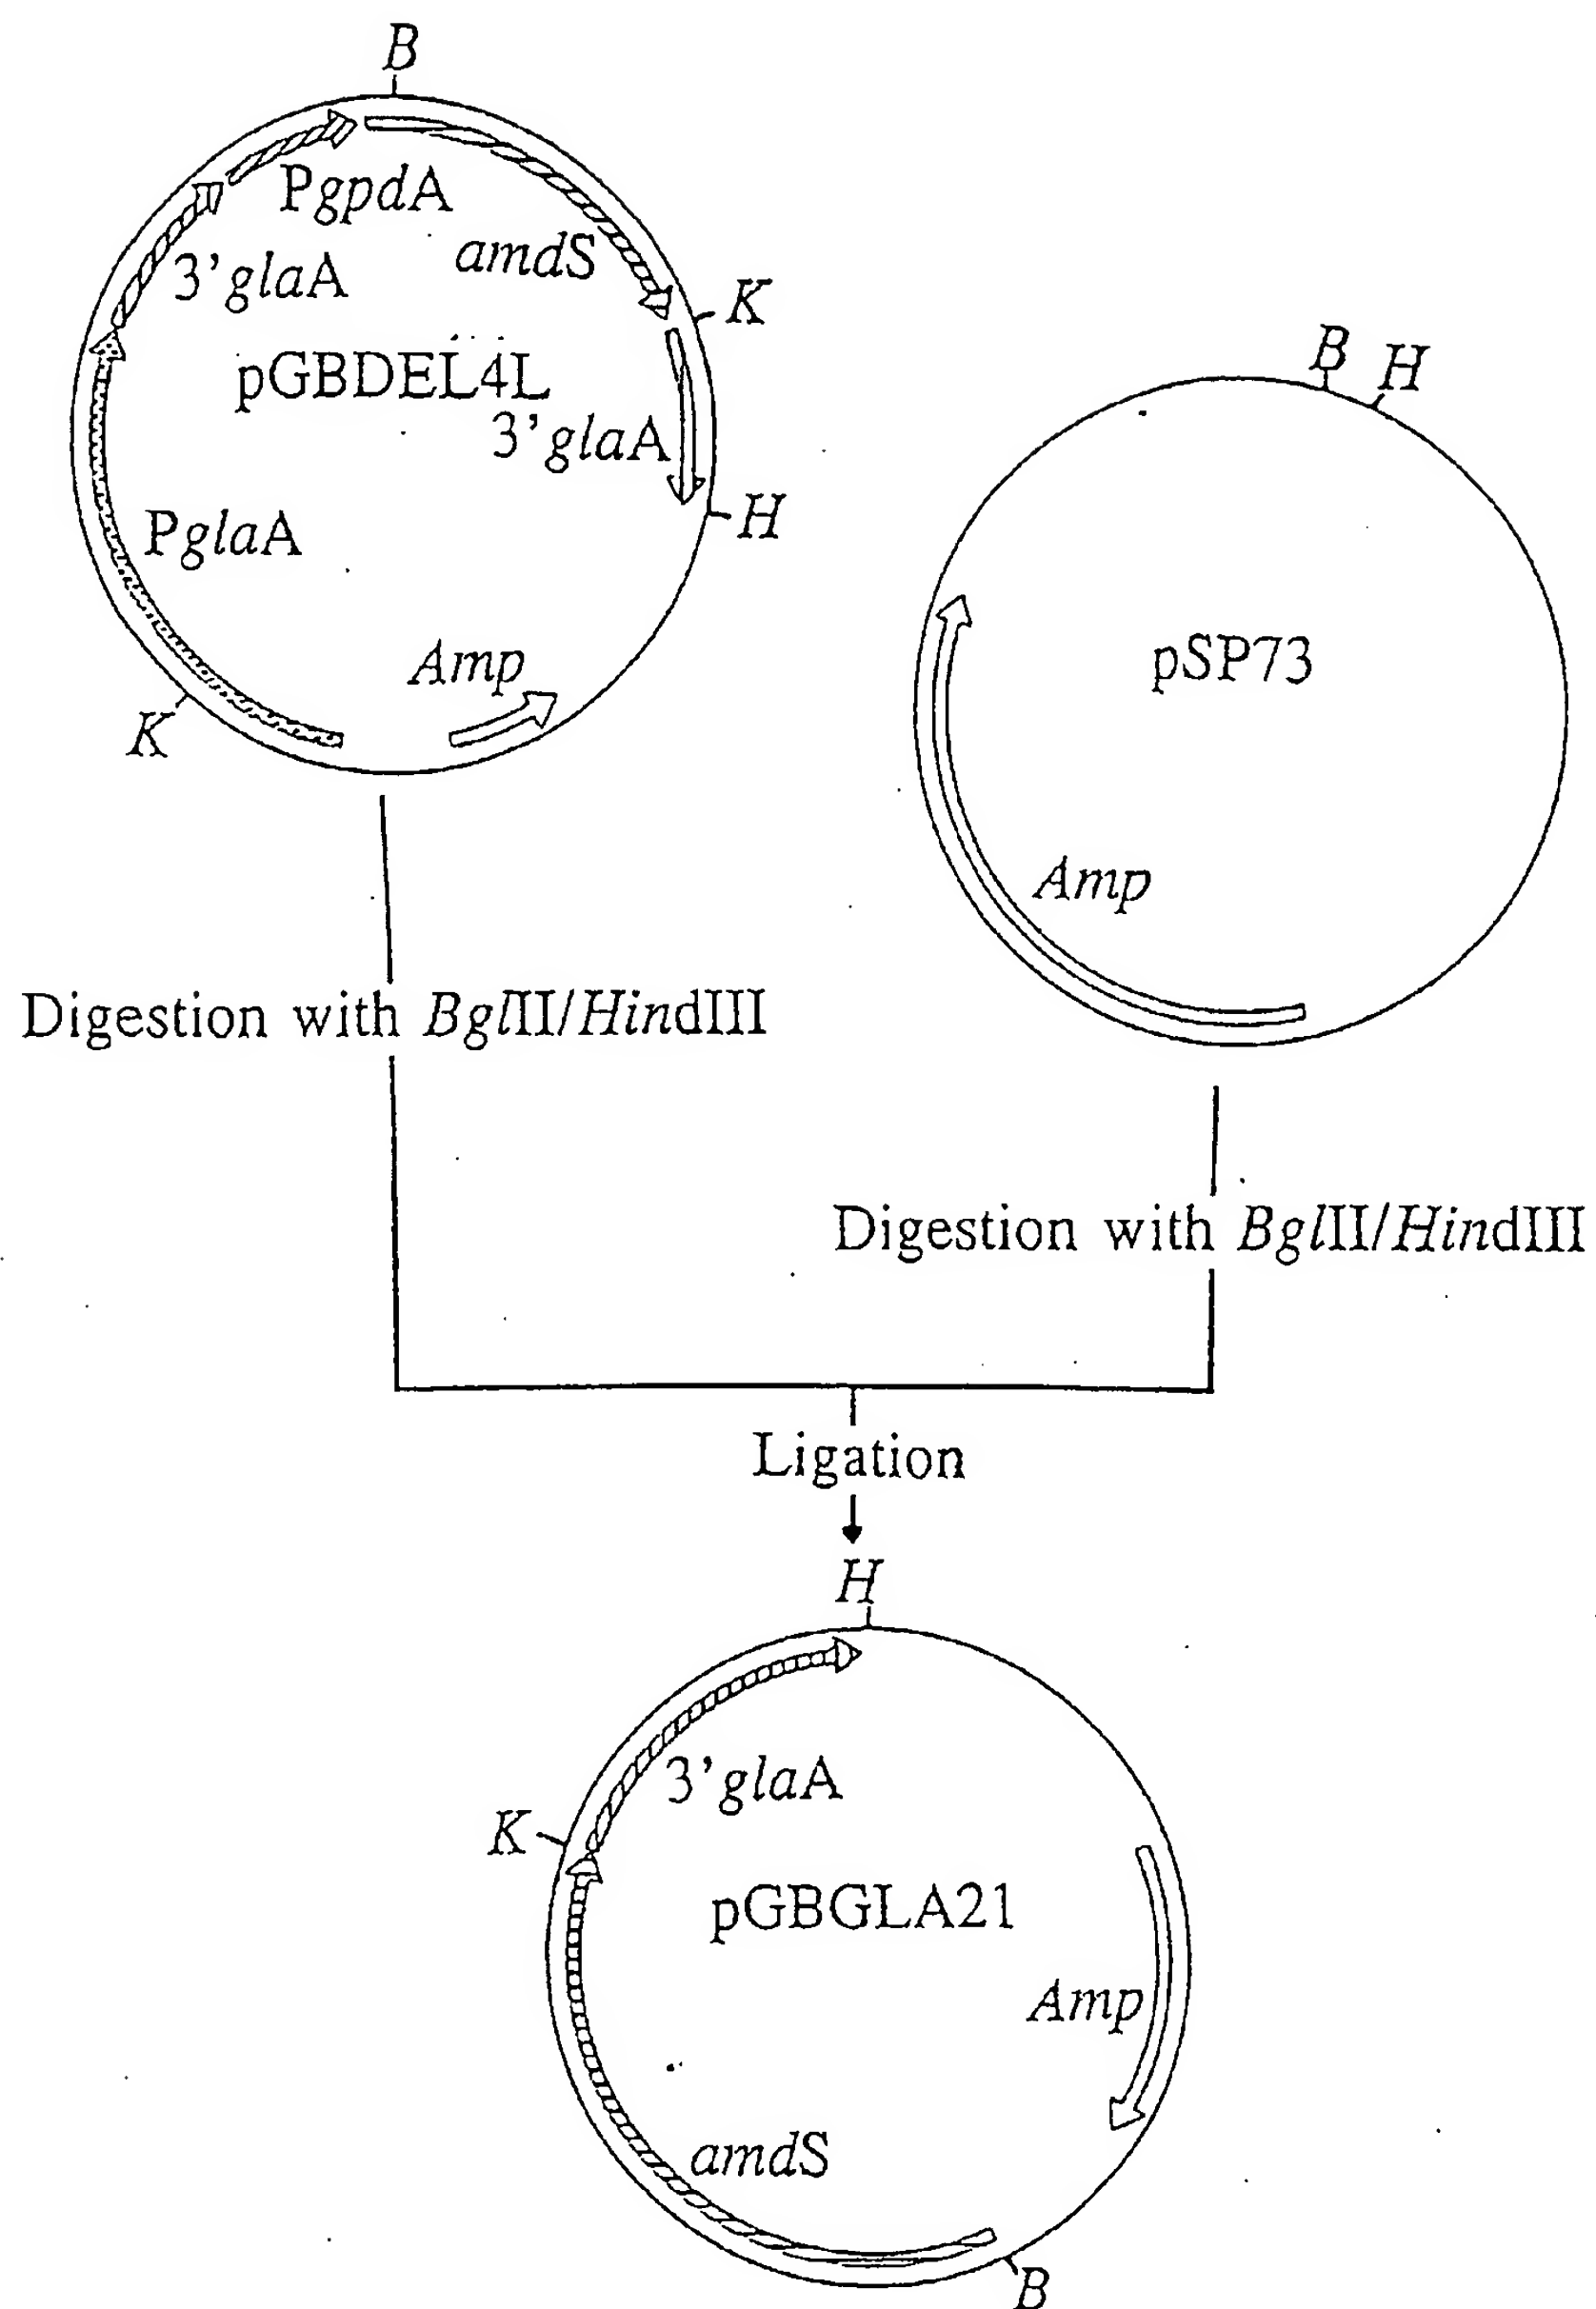 B
PgpdA
amdS
3'glaA
K
pGBDEL4L
3'glaA
H
PglaA
Amp
K
B H
pSP73
Amp
Digestion with BglII/HindIII
Digestion with BglII/HindIII
Ligation
H
3'glaA
K
pGBGLA21
Amp
amdS
B